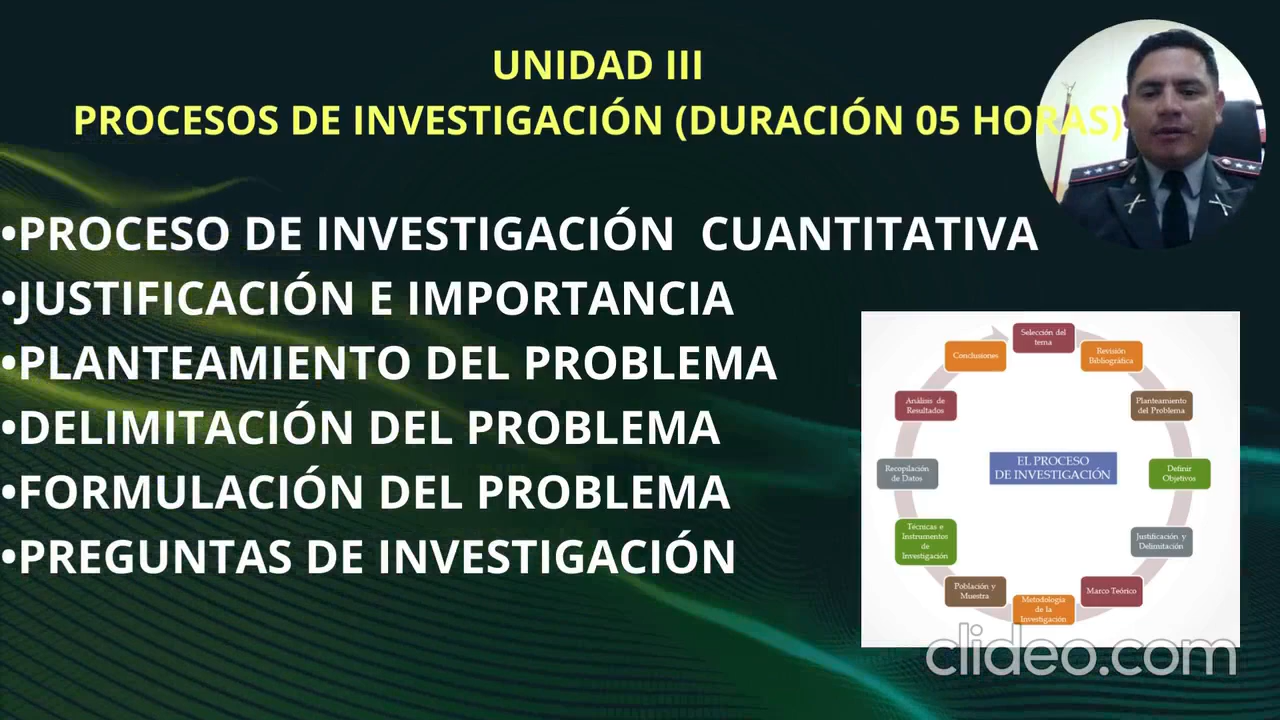 UNIDAD III
PROCESOS DE INVESTIGACIÓN (DURACIÓN 05 HORAS)
•PROCESO DE INVESTIGACIÓN  CUANTITATIVA
•JUSTIFICACIÓN E IMPORTANCIA
•PLANTEAMIENTO DEL PROBLEMA
•DELIMITACIÓN DEL PROBLEMA
•FORMULACIÓN DEL PROBLEMA
•PREGUNTAS DE INVESTIGACIÓN
Selección del
tema
Revisión
Bibliográfica
Planteamiento
del Problema
Definir
Objetivos
Justificación y
Delimitación
Marco Teórico
Metodología
de la
Investigación
Población y
Muestra
Técnicas e
Instrumentos
de
Investigación
Recopilación
de Datos
Análisis de
Resultados
Conclusiones
EL PROCESO
DE INVESTIGACIÓN
clideo.com